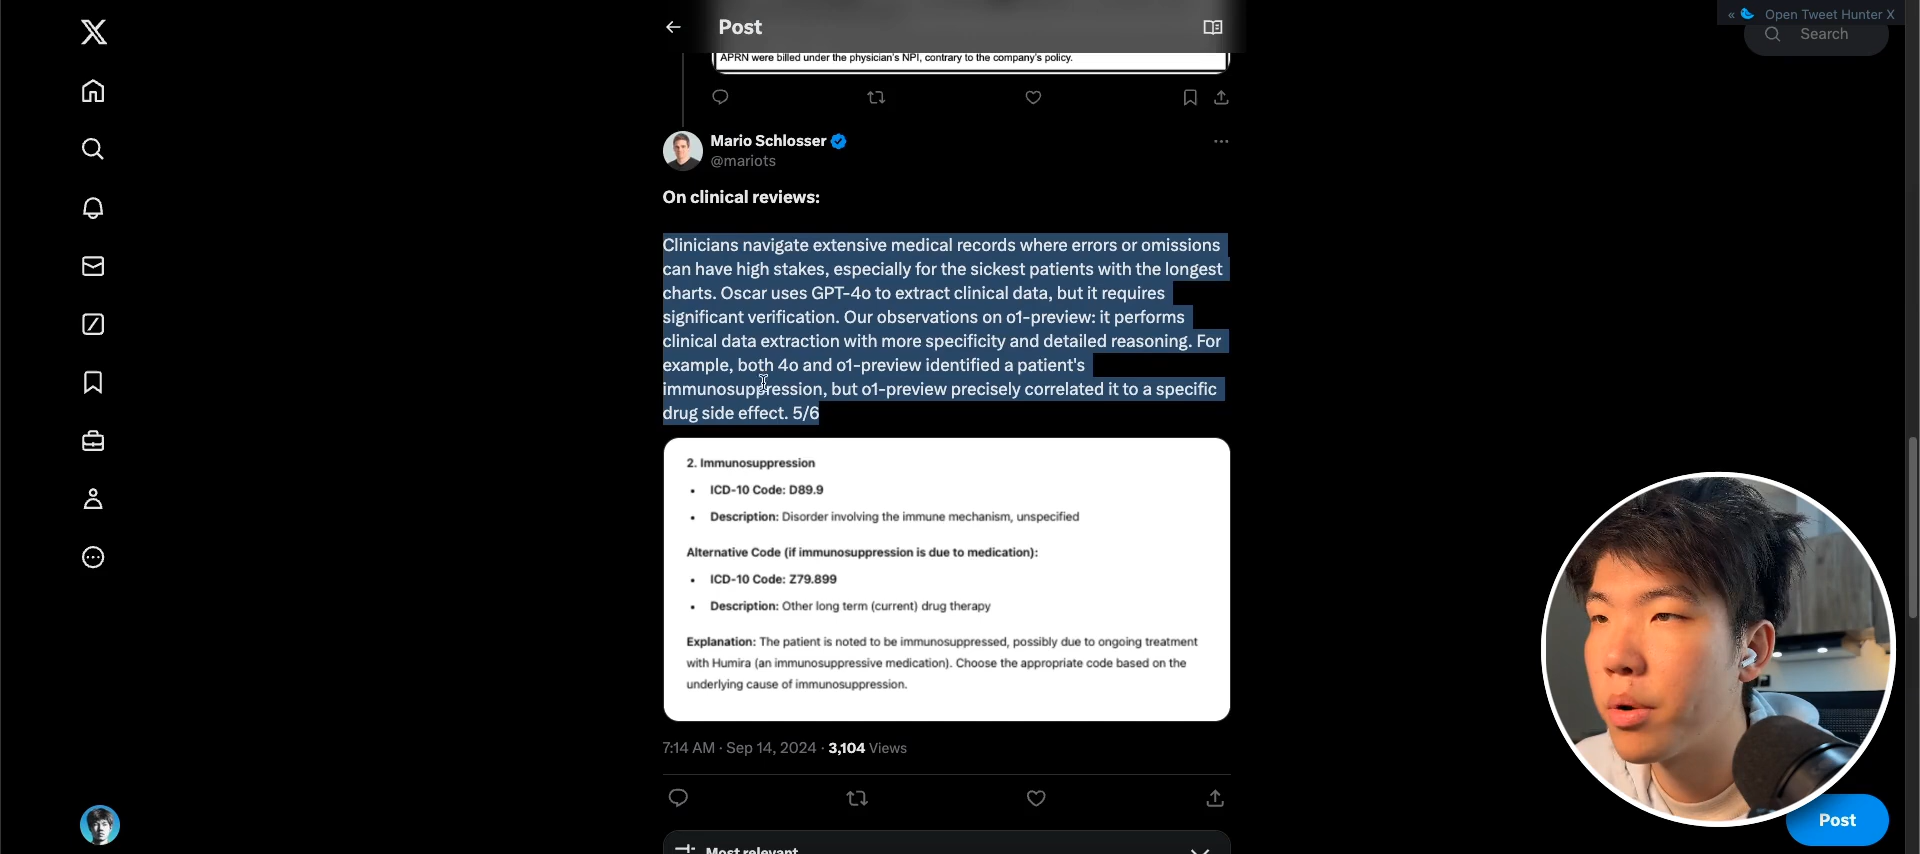 « Open Tweet Hunter X
Post
Search
APRN were billed under the physician's NPI, contrary to the company's policy.
Mario Schlosser
@mariots
On clinical reviews:
Clinicians navigate extensive medical records where errors or omissions
can have high stakes, especially for the sickest patients with the longest
charts. Oscar uses GPT-4o to extract clinical data, but it requires
significant verification. Our observations on o1-preview: it performs
clinical data extraction with more specificity and detailed reasoning. For
example, both 4o and o1-preview identified a patient's
immunosuppression, but o1-preview precisely correlated it to a specific
drug side effect. 5/6
2. Immunosuppression
• ICD-10 Code: D89.9
• Description: Disorder involving the immune mechanism, unspecified
Alternative Code (if immunosuppression is due to medication):
• ICD-10 Code: Z79.899
• Description: Other long term (current) drug therapy
Explanation: The patient is noted to be immunosuppressed, possibly due to ongoing treatment
with Humira (an immunosuppressive medication). Choose the appropriate code based on the
underlying cause of immunosuppression.
7:14 AM · Sep 14, 2024 · 3,104 Views
Post
Most relevant